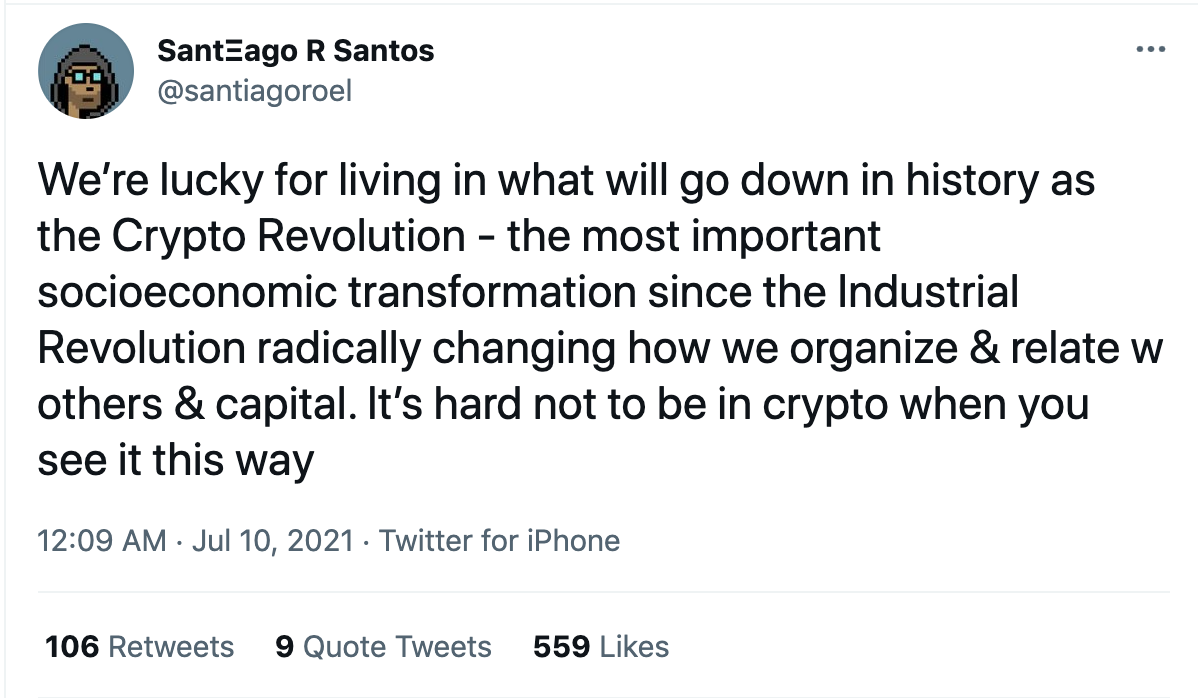 SantΞago R Santos
@santiagoroel
We’re lucky for living in what will go down in history as
the Crypto Revolution - the most important
socioeconomic transformation since the Industrial
Revolution radically changing how we organize & relate w
others & capital. It’s hard not to be in crypto when you
see it this way
12:09 AM · Jul 10, 2021 · Twitter for iPhone
106 Retweets 9 Quote Tweets 559 Likes